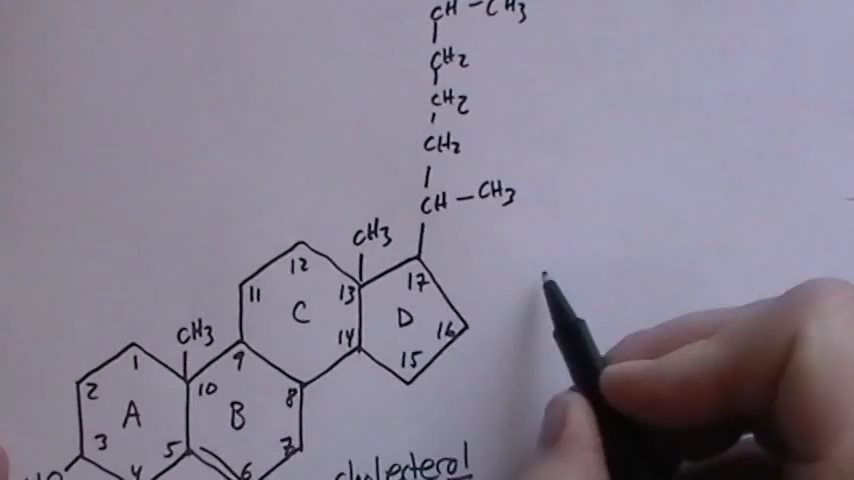 CH-CH3
CH2
CH2
CH2
CH-CH3
CH3
12
11
13
17
C
D
CH3
14
16
15
1
9
2
10
8
A
B
3
5
7
4
6
HO
cholesterol